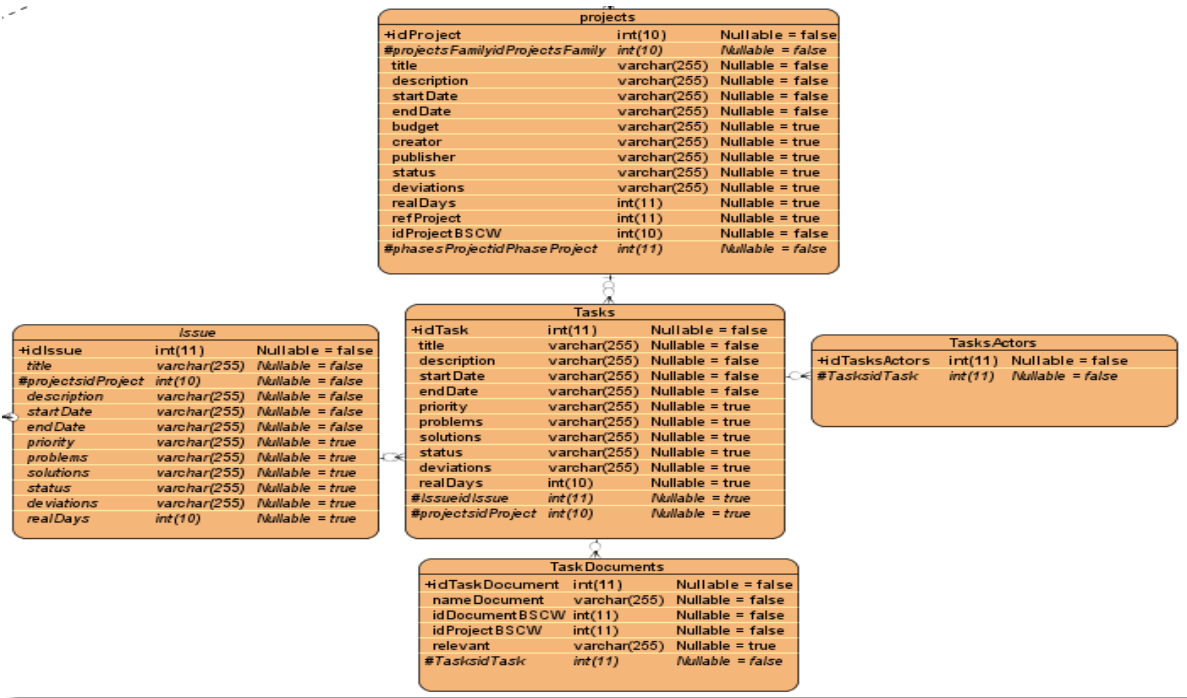 projects
+idProject int(10) Nullable = false
#projectsFamilyidProjectsFamily int(10) Nullable = false
title varchar(255) Nullable = false
description varchar(255) Nullable = false
startDate varchar(255) Nullable = false
endDate varchar(255) Nullable = false
budget varchar(255) Nullable = true
creator varchar(255) Nullable = true
publisher varchar(255) Nullable = true
status varchar(255) Nullable = true
deviations varchar(255) Nullable = true
realDays int(11) Nullable = true
refProject int(11) Nullable = true
idProjectBSCW int(10) Nullable = false
#phasesProjectidPhaseProject int(11) Nullable = false
Issue
+idIssue int(11) Nullable = false
title varchar(255) Nullable = false
#projectsidProject int(10) Nullable = false
description varchar(255) Nullable = false
startDate varchar(255) Nullable = false
endDate varchar(255) Nullable = false
priority varchar(255) Nullable = true
problems varchar(255) Nullable = true
solutions varchar(255) Nullable = true
status varchar(255) Nullable = true
deviations varchar(255) Nullable = true
realDays int(10) Nullable = true
Tasks
+idTask int(11) Nullable = false
title varchar(255) Nullable = false
description varchar(255) Nullable = false
startDate varchar(255) Nullable = false
endDate varchar(255) Nullable = false
priority varchar(255) Nullable = true
problems varchar(255) Nullable = true
solutions varchar(255) Nullable = true
status varchar(255) Nullable = true
deviations varchar(255) Nullable = true
realDays int(10) Nullable = true
#IssueidIssue int(11) Nullable = true
#projectsidProject int(10) Nullable = true
TasksActors
+idTasksActors int(11) Nullable = false
#TasksidTask int(11) Nullable = false
TaskDocuments
+idTaskDocument int(11) Nullable = false
nameDocument varchar(255) Nullable = false
idDocumentBSCW int(11) Nullable = false
idProjectBSCW int(11) Nullable = false
relevant varchar(255) Nullable = true
#TasksidTask int(11) Nullable = false